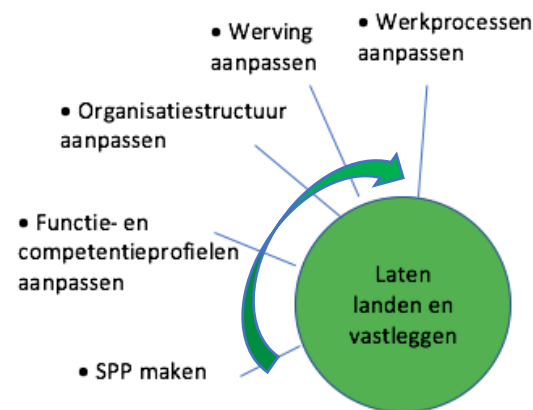 • Werving
aanpassen
• Werkprocessen
aanpassen
• Organisatiestructuur
aanpassen
• Functie- en
competentieprofielen
aanpassen
• SPP maken
Laten
landen en
vastleggen